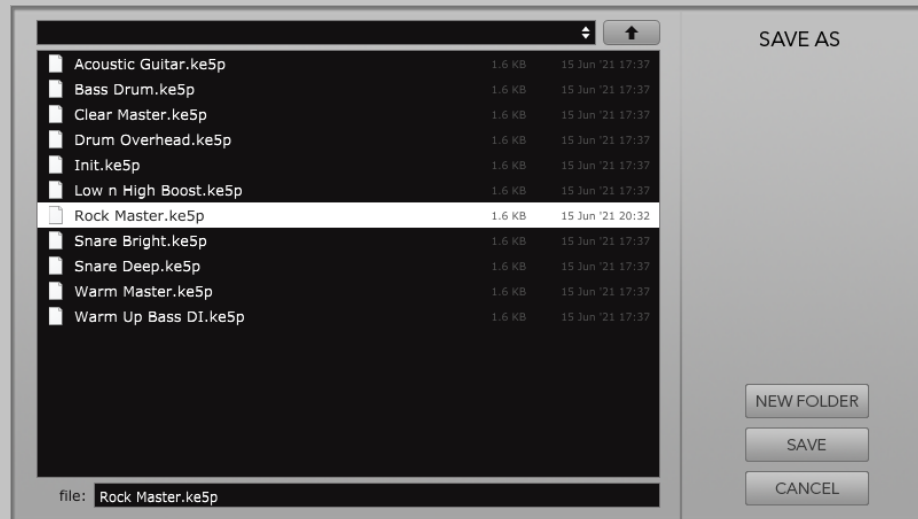 SAVE AS
Acoustic Guitar.ke5p 1.6 KB 15 Jun '21 17:37
Bass Drum.ke5p 1.6 KB 15 Jun '21 17:37
Clear Master.ke5p 1.6 KB 15 Jun '21 17:37
Drum Overhead.ke5p 1.6 KB 15 Jun '21 17:37
Init.ke5p 1.6 KB 15 Jun '21 17:37
Low n High Boost.ke5p 1.6 KB 15 Jun '21 17:37
Rock Master.ke5p 1.6 KB 15 Jun '21 20:32
Snare Bright.ke5p 1.6 KB 15 Jun '21 17:37
Snare Deep.ke5p 1.6 KB 15 Jun '21 17:37
Warm Master.ke5p 1.6 KB 15 Jun '21 17:37
Warm Up Bass DI.ke5p 1.6 KB 15 Jun '21 17:37
NEW FOLDER
SAVE
CANCEL
file: Rock Master.ke5p